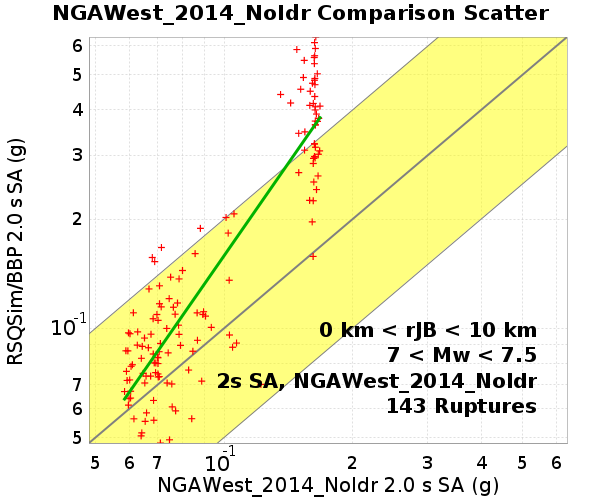 NGAWest_2014_NoIdr Comparison Scatter
6
5
4
3
2
10^-1
7
6
5
RSQSim/BBP 2.0 s SA (g)
0 km < rJB < 10 km
7 < Mw < 7.5
2s SA, NGAWest_2014_NoIdr
143 Ruptures
5 6 7 10^-1 2 3 4 5 6
NGAWest_2014_NoIdr 2.0 s SA (g)